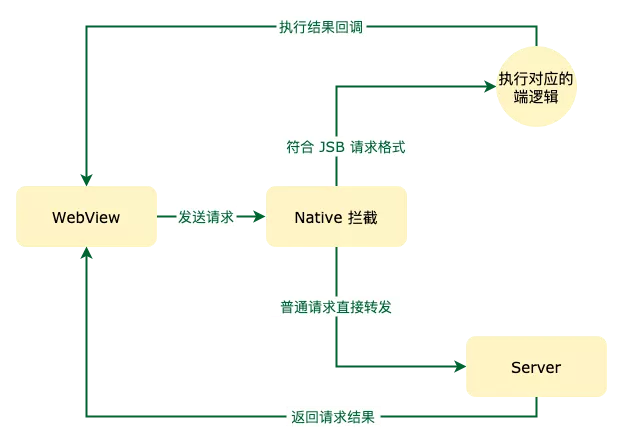 执行结果回调
执行对应的
端逻辑
符合 JSB 请求格式
WebView
发送请求
Native 拦截
普通请求直接转发
Server
返回请求结果